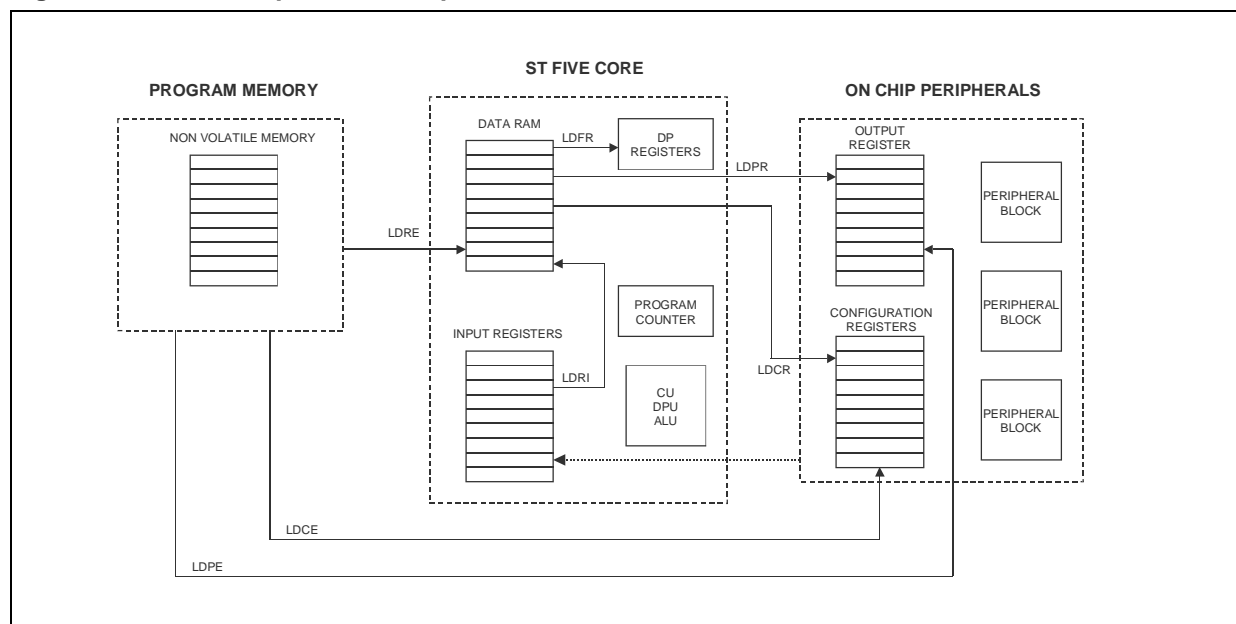 ST FIVE CORE
PROGRAM MEMORY
ON CHIP PERIPHERALS
NON VOLATILE MEMORY
DATA RAM
LDFR
DP
REGISTERS
OUTPUT
REGISTER
LDPR
PERIPHERAL
BLOCK
LDRE
PROGRAM
COUNTER
PERIPHERAL
BLOCK
CONFIGURATION
REGISTERS
INPUT REGISTERS
LDRI
LDCR
CU
DPU
ALU
PERIPHERAL
BLOCK
LDCE
LDPE